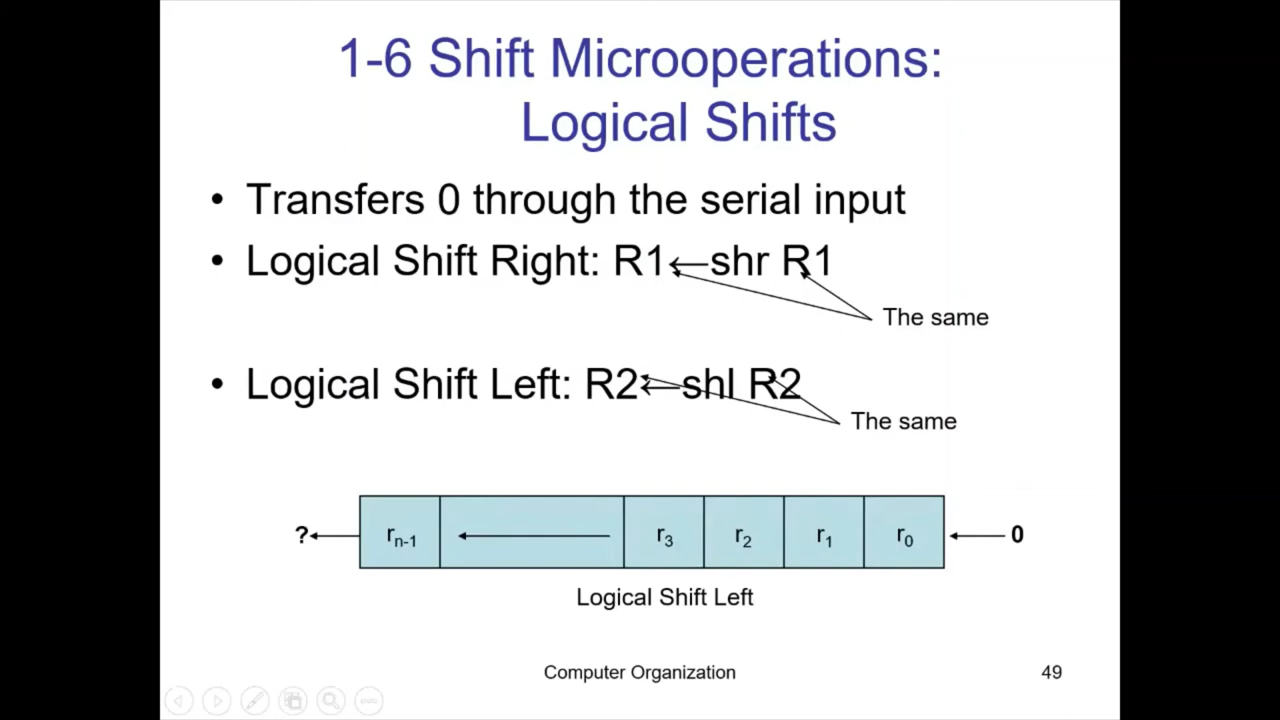 1-6 Shift Microoperations:
Logical Shifts
• Transfers 0 through the serial input
• Logical Shift Right: R1←shr R1
The same
• Logical Shift Left: R2←shl R2
The same
? rn-1 r3 r2 r1 r0 0
Logical Shift Left
Computer Organization 49